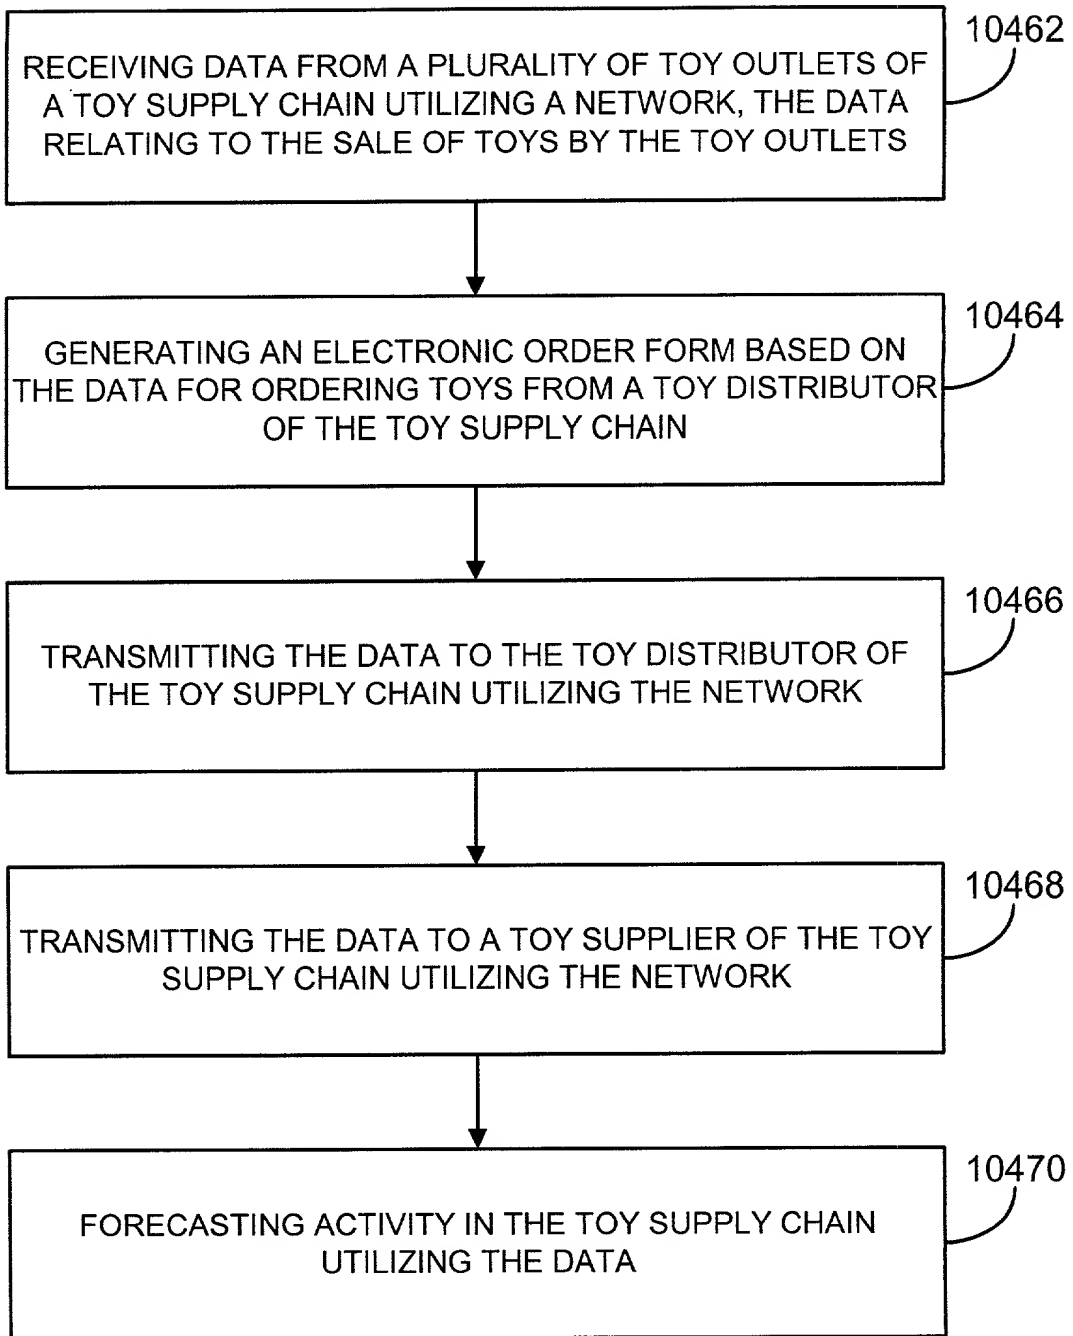 10462
RECEIVING DATA FROM A PLURALITY OF TOY OUTLETS OF
A TOY SUPPLY CHAIN UTILIZING A NETWORK, THE DATA
RELATING TO THE SALE OF TOYS BY THE TOY OUTLETS
10464
GENERATING AN ELECTRONIC ORDER FORM BASED ON
THE DATA FOR ORDERING TOYS FROM A TOY DISTRIBUTOR
OF THE TOY SUPPLY CHAIN
10466
TRANSMITTING THE DATA TO THE TOY DISTRIBUTOR OF
THE TOY SUPPLY CHAIN UTILIZING THE NETWORK
10468
TRANSMITTING THE DATA TO A TOY SUPPLIER OF THE TOY
SUPPLY CHAIN UTILIZING THE NETWORK
10470
FORECASTING ACTIVITY IN THE TOY SUPPLY CHAIN
UTILIZING THE DATA